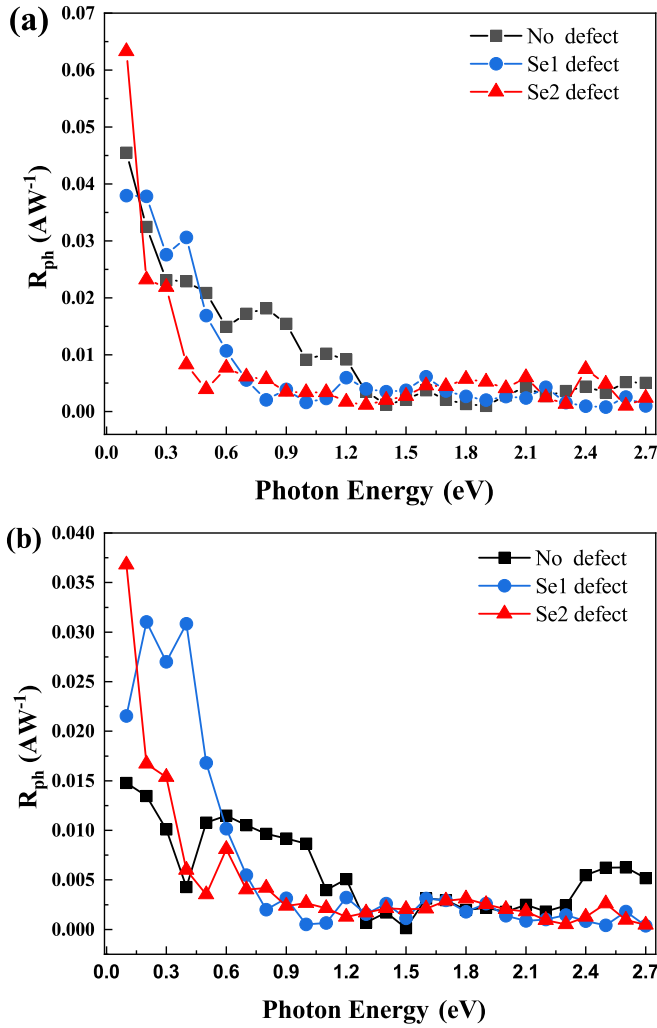 (a)
0.07
0.06
0.05
0.04
0.03
0.02
0.01
0.00
R_ph (AW⁻¹)
No defect
Se1 defect
Se2 defect
0.0 0.3 0.6 0.9 1.2 1.5 1.8 2.1 2.4 2.7
Photon Energy (eV)
(b)
0.040
0.035
0.030
0.025
0.020
0.015
0.010
0.005
0.000
R_ph (AW⁻¹)
No defect
Se1 defect
Se2 defect
0.0 0.3 0.6 0.9 1.2 1.5 1.8 2.1 2.4 2.7
Photon Energy (eV)